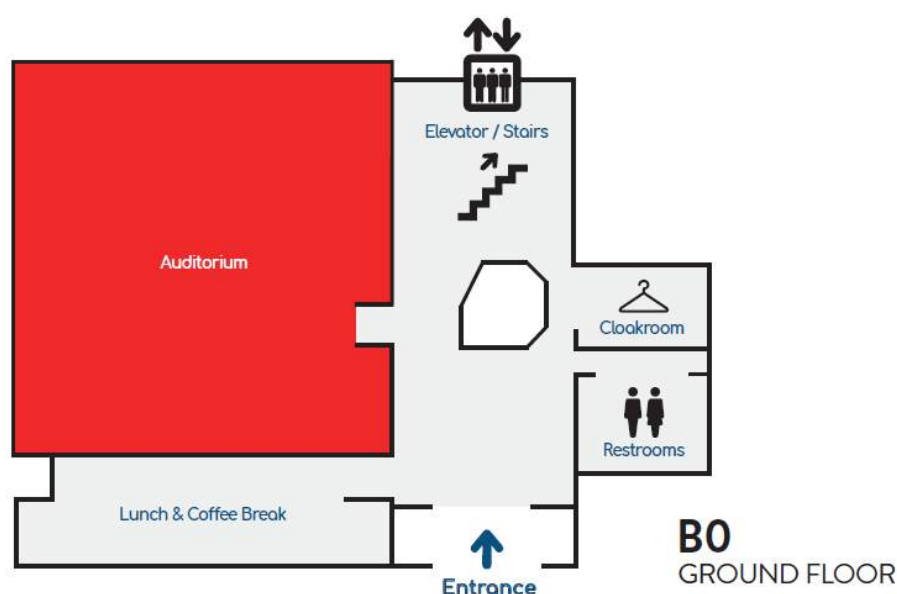 Elevator / Stairs
Auditorium
Cloakroom
Restrooms
Lunch & Coffee Break
Entrance
B0
GROUND FLOOR